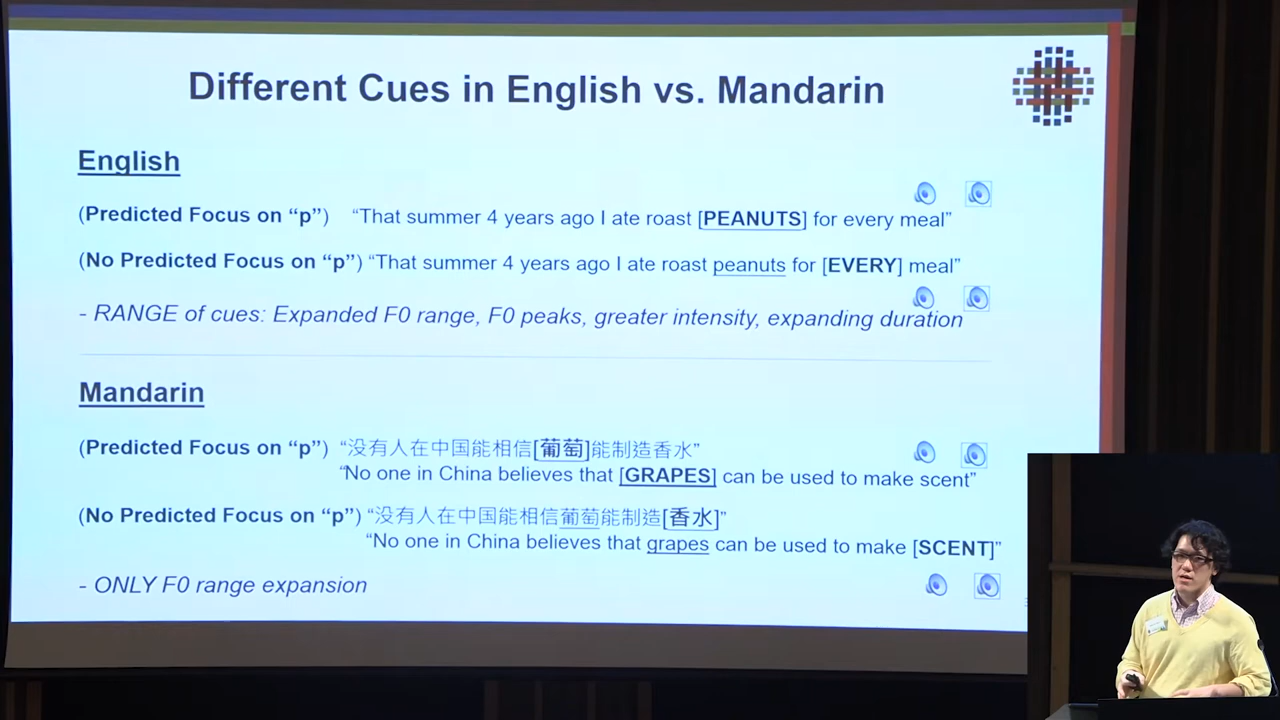 Different Cues in English vs. Mandarin
English
(Predicted Focus on “p”) “That summer 4 years ago I ate roast [PEANUTS] for every meal”
(No Predicted Focus on “p”) “That summer 4 years ago I ate roast peanuts for [EVERY] meal”
- RANGE of cues: Expanded F0 range, F0 peaks, greater intensity, expanding duration
Mandarin
(Predicted Focus on “p”) “没有人在中国能相信[葡萄]能制造香水”
“No one in China believes that [GRAPES] can be used to make scent”
(No Predicted Focus on “p”) “没有人在中国能相信葡萄能制造[香水]”
“No one in China believes that grapes can be used to make [SCENT]”
- ONLY F0 range expansion